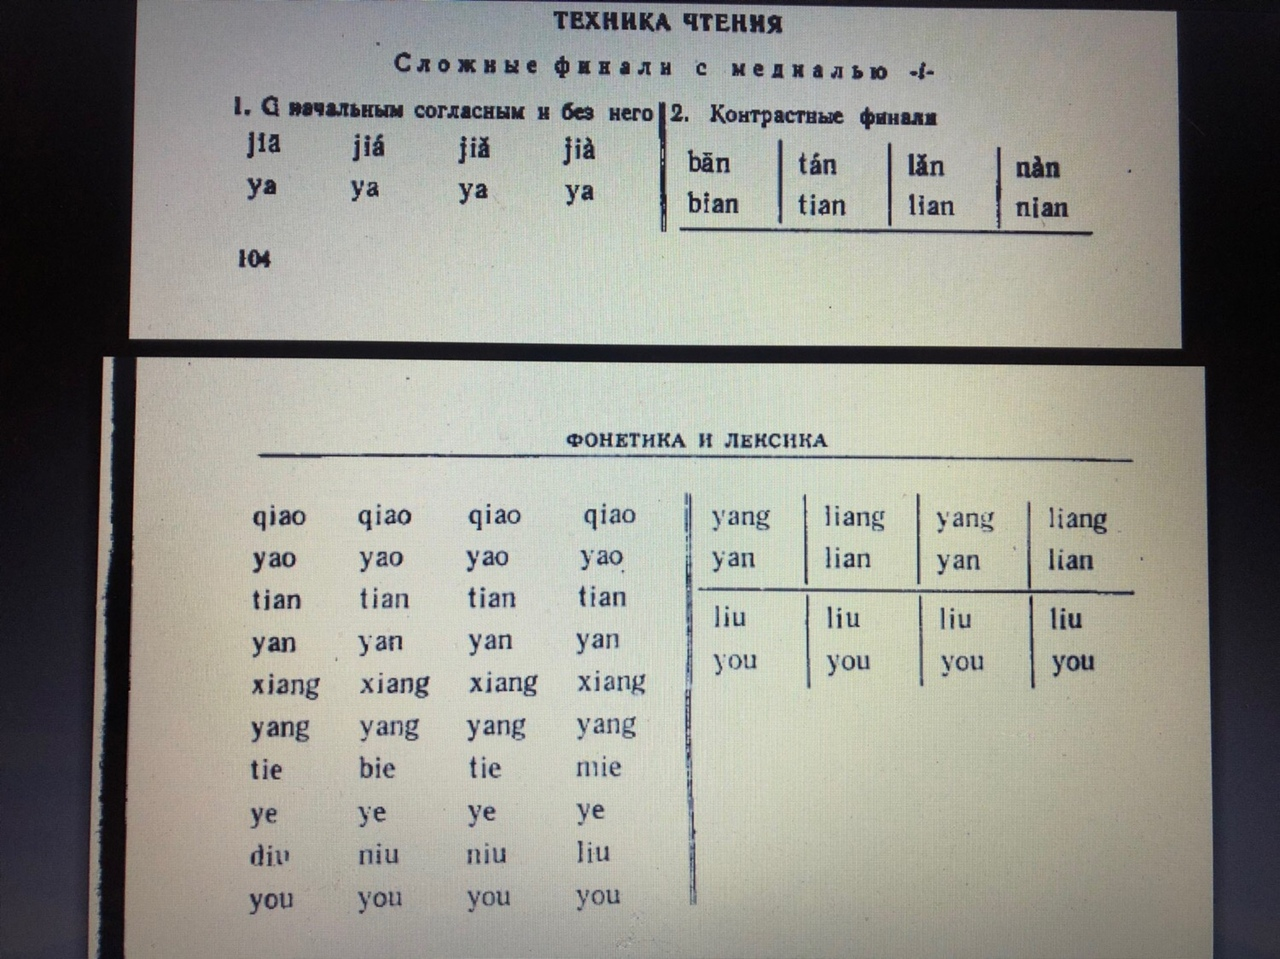 ТЕХНИКА ЧТЕНИЯ
Сложные финали с медиалью -i-
1. С начальным согласным и без него
jiā jiá jiǎ jià
ya ya ya ya
2. Контрастные финали
bān tán lǎn nàn
bian tian lian nian
104
ФОНЕТИКА И ЛЕКСИКА
qiao qiao qiao qiao
yao yao yao yao
tian tian tian tian
yan yan yan yan
xiang xiang xiang xiang
yang yang yang yang
tie bie tie mie
ye ye ye ye
diu niu niu liu
you you you you
yang liang yang liang
yan lian yan lian
liu liu liu liu
you you you you